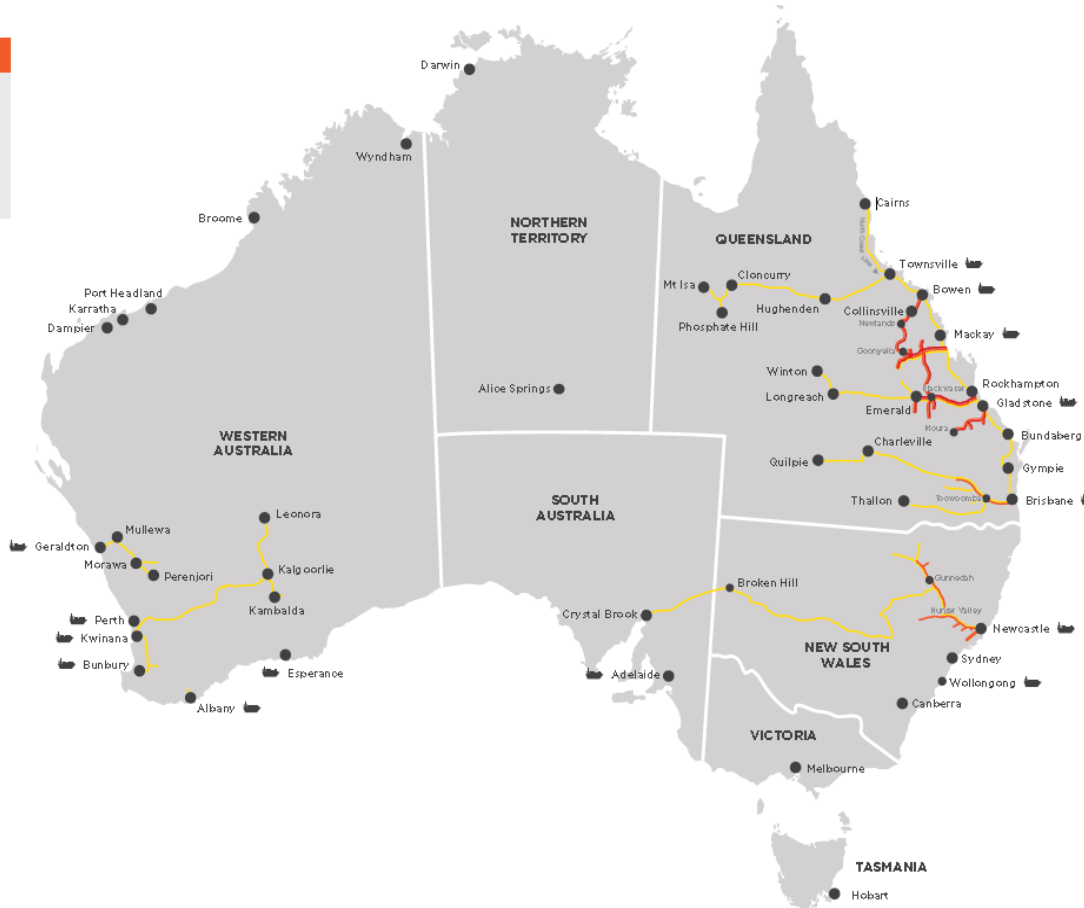 Darwin
Wyndham
Broome
NORTHERN
TERRITORY
QUEENSLAND
Cairns
North Coast Line
Townsville
Mt Isa
Cloncurry
Bowen
Port Headland
Karratha
Dampier
Hughenden
Collinsville
Newlands
Phosphate Hill
Mackay
Goonyella
Winton
Alice Springs
Longreach
Blackwater
Rockhampton
Emerald
Gladstone
WESTERN
AUSTRALIA
Moura
Charleville
Bundaberg
Quilpie
Gympie
SOUTH
AUSTRALIA
Thallon
Toowoomba
Brisbane
Leonora
Mullewa
Geraldton
Morawa
Perenjori
Kalgoorlie
Kambalda
Broken Hill
Gunnedah
Crystal Brook
Hunter Valley
Perth
Kwinana
Newcastle
NEW SOUTH
WALES
Bunbury
Esperance
Adelaide
Sydney
Wollongong
Albany
Canberra
VICTORIA
Melbourne
TASMANIA
Hobart